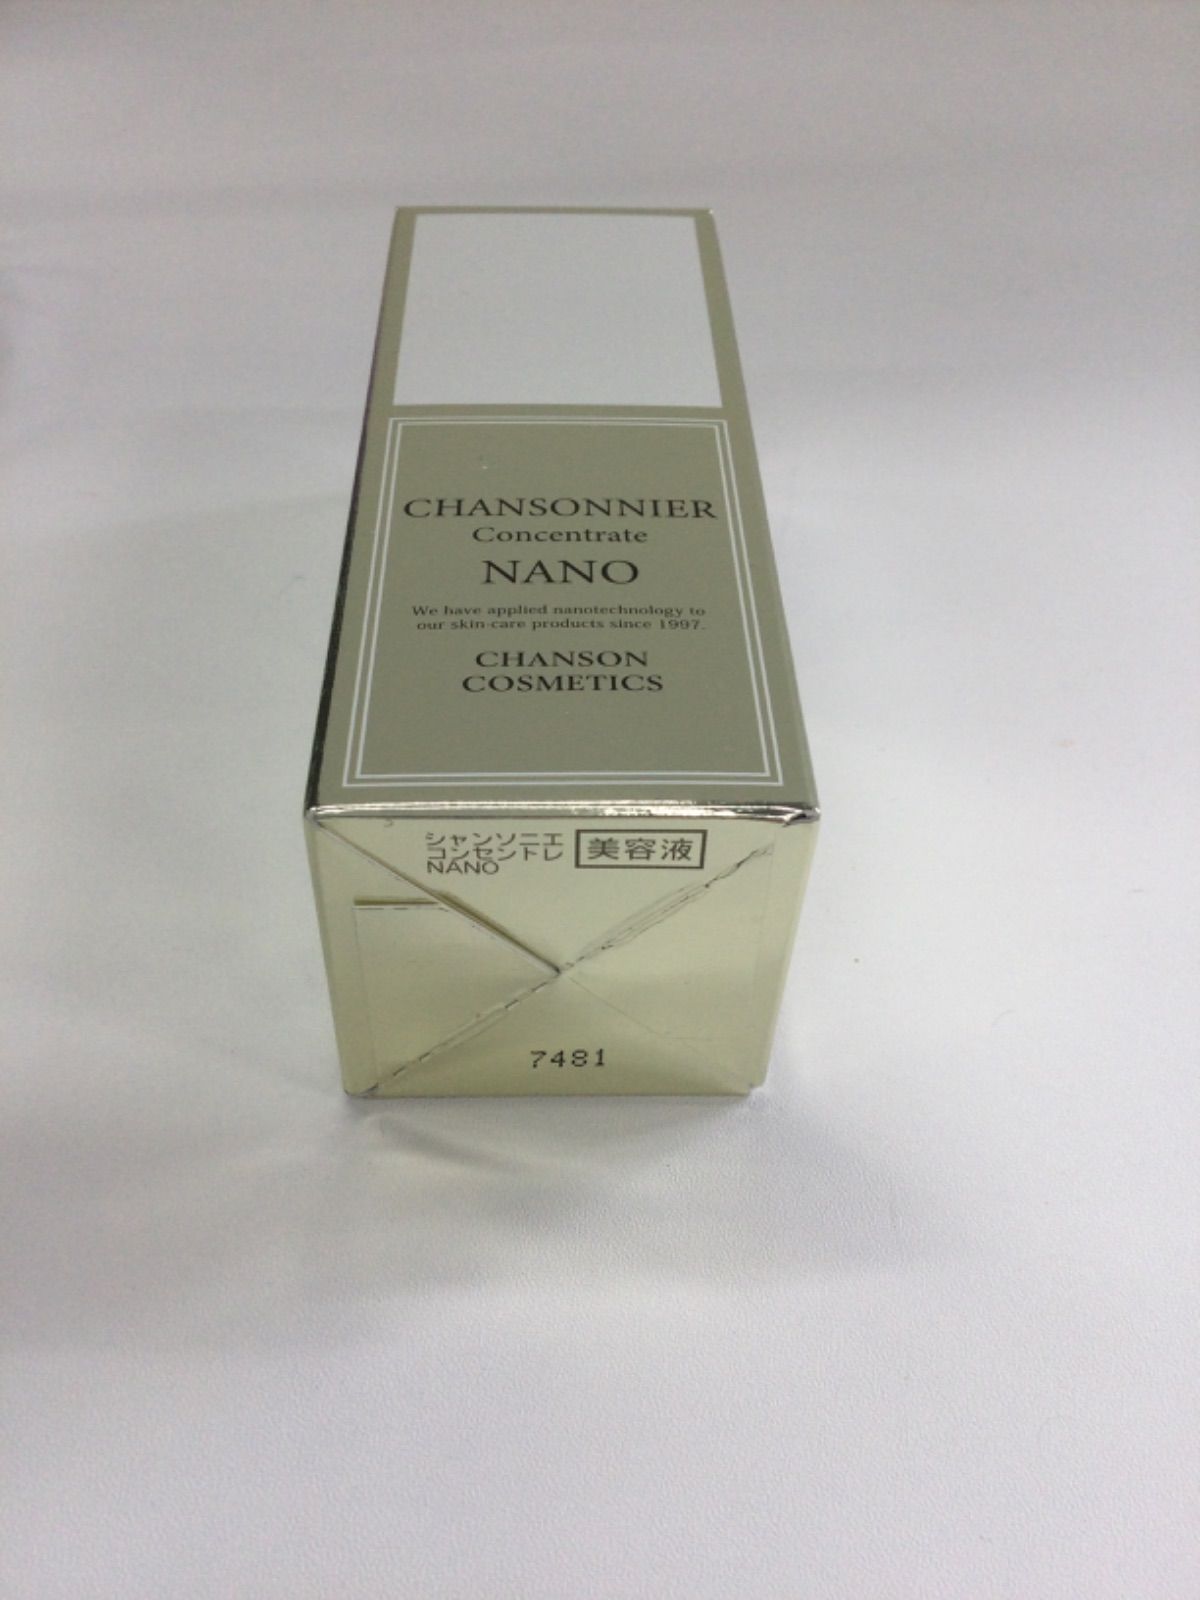 CHANSONNIER
Concentrate
NANO
We have applied nanotechnology to
our skin-care products since 1997.
CHANSON
COSMETICS
シャンソニエ
コンセントレ
NANO
美容液
7481